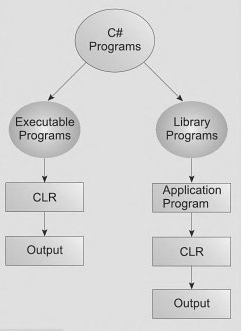 C#
Programs
Executable
Programs
Library
Programs
CLR
Application
Program
Output
CLR
Output